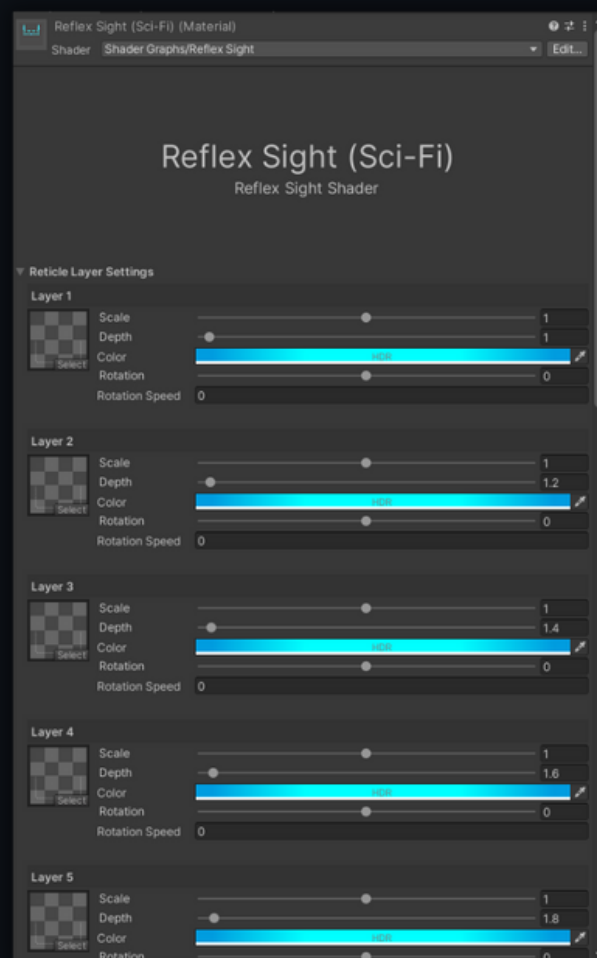 Reflex Sight (Sci-Fi) (Material)
Shader Shader Graphs/Reflex Sight Edit...
Reflex Sight (Sci-Fi)
Reflex Sight Shader
Reticle Layer Settings
Layer 1
Scale 1
Depth 1
Select
Color HDR
Rotation 0
Rotation Speed 0
Layer 2
Scale 1
Depth 1.2
Select
Color HDR
Rotation 0
Rotation Speed 0
Layer 3
Scale 1
Depth 1.4
Select
Color HDR
Rotation 0
Rotation Speed 0
Layer 4
Scale 1
Depth 1.6
Select
Color HDR
Rotation 0
Rotation Speed 0
Layer 5
Scale 1
Depth 1.8
Select
Color HDR
Rotation 0